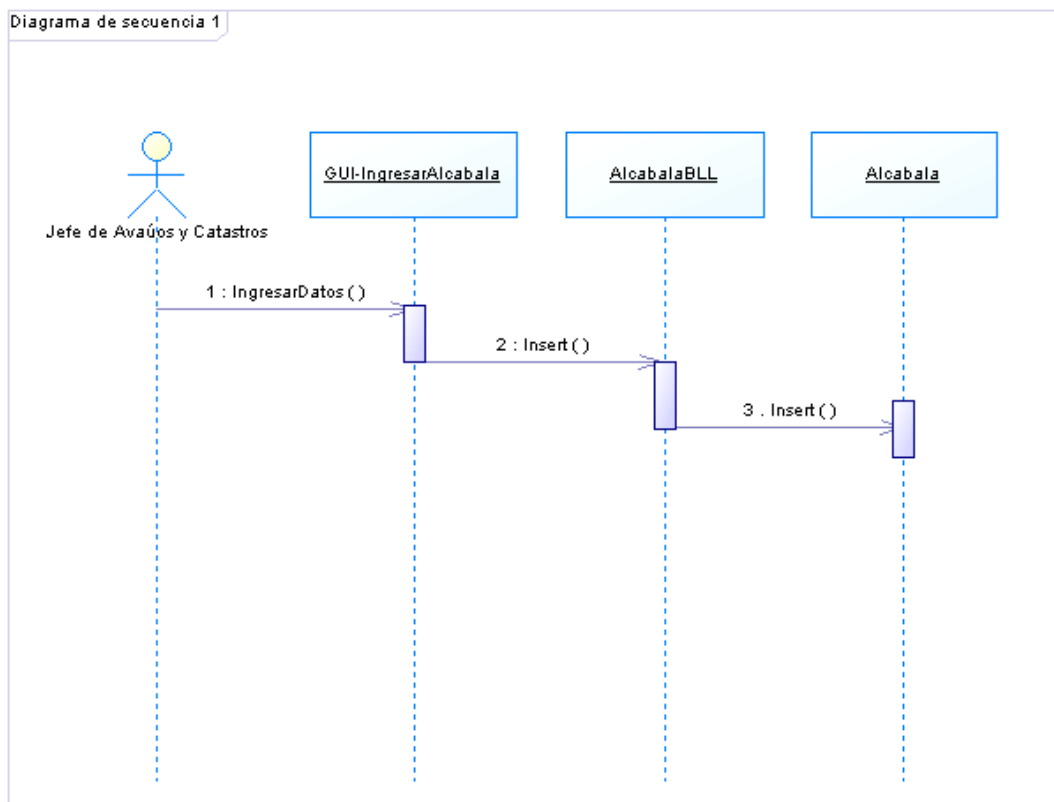 Diagrama de secuencia 1
GUI-IngresarAlcabala
AlcabalaBLL
Alcabala
Jefe de Avaúos y Catastros
1 : IngresarDatos ( )
2 : Insert ( )
3 . Insert ( )